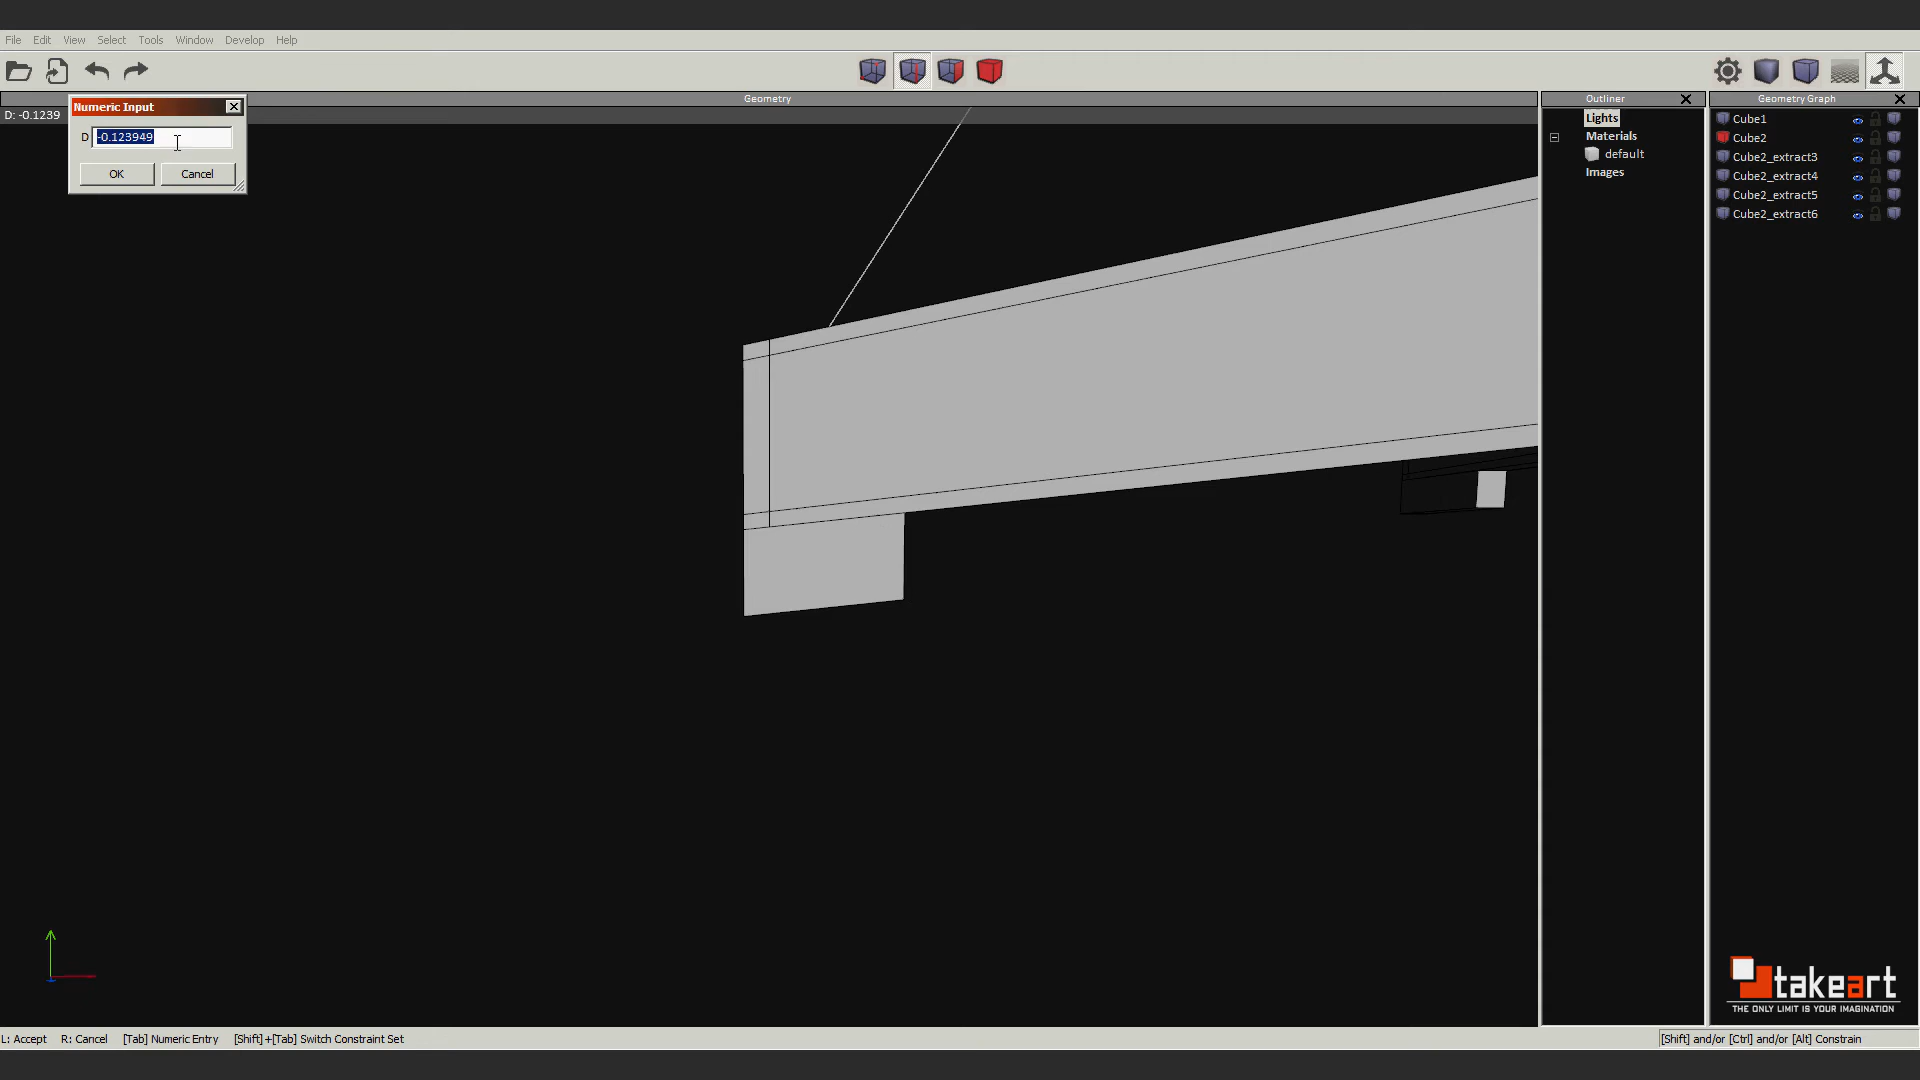 File Edit View Select Tools Window Develop Help
Geometry
Outliner
Geometry Graph
Numeric Input
D: -0.1239
D -0.123949
OK Cancel
Lights
Materials
default
Images
Cube1
Cube2
Cube2_extract3
Cube2_extract4
Cube2_extract5
Cube2_extract6
takeart
THE ONLY LIMIT IS YOUR IMAGINATION
L: Accept R: Cancel [Tab] Numeric Entry [Shift]+[Tab] Switch Constraint Set
[Shift] and/or [Ctrl] and/or [Alt] Constrain